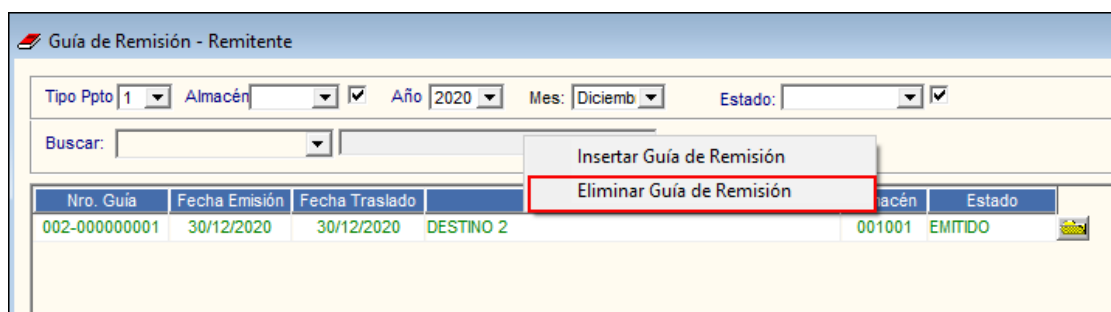 Guía de Remisión - Remitente
Tipo Ppto 1 Almacén Año 2020 Mes: Diciemb Estado:
Buscar:
Insertar Guía de Remisión
Eliminar Guía de Remisión
Nro. Guía Fecha Emisión Fecha Traslado macén Estado
002-000000001 30/12/2020 30/12/2020 DESTINO 2 001001 EMITIDO